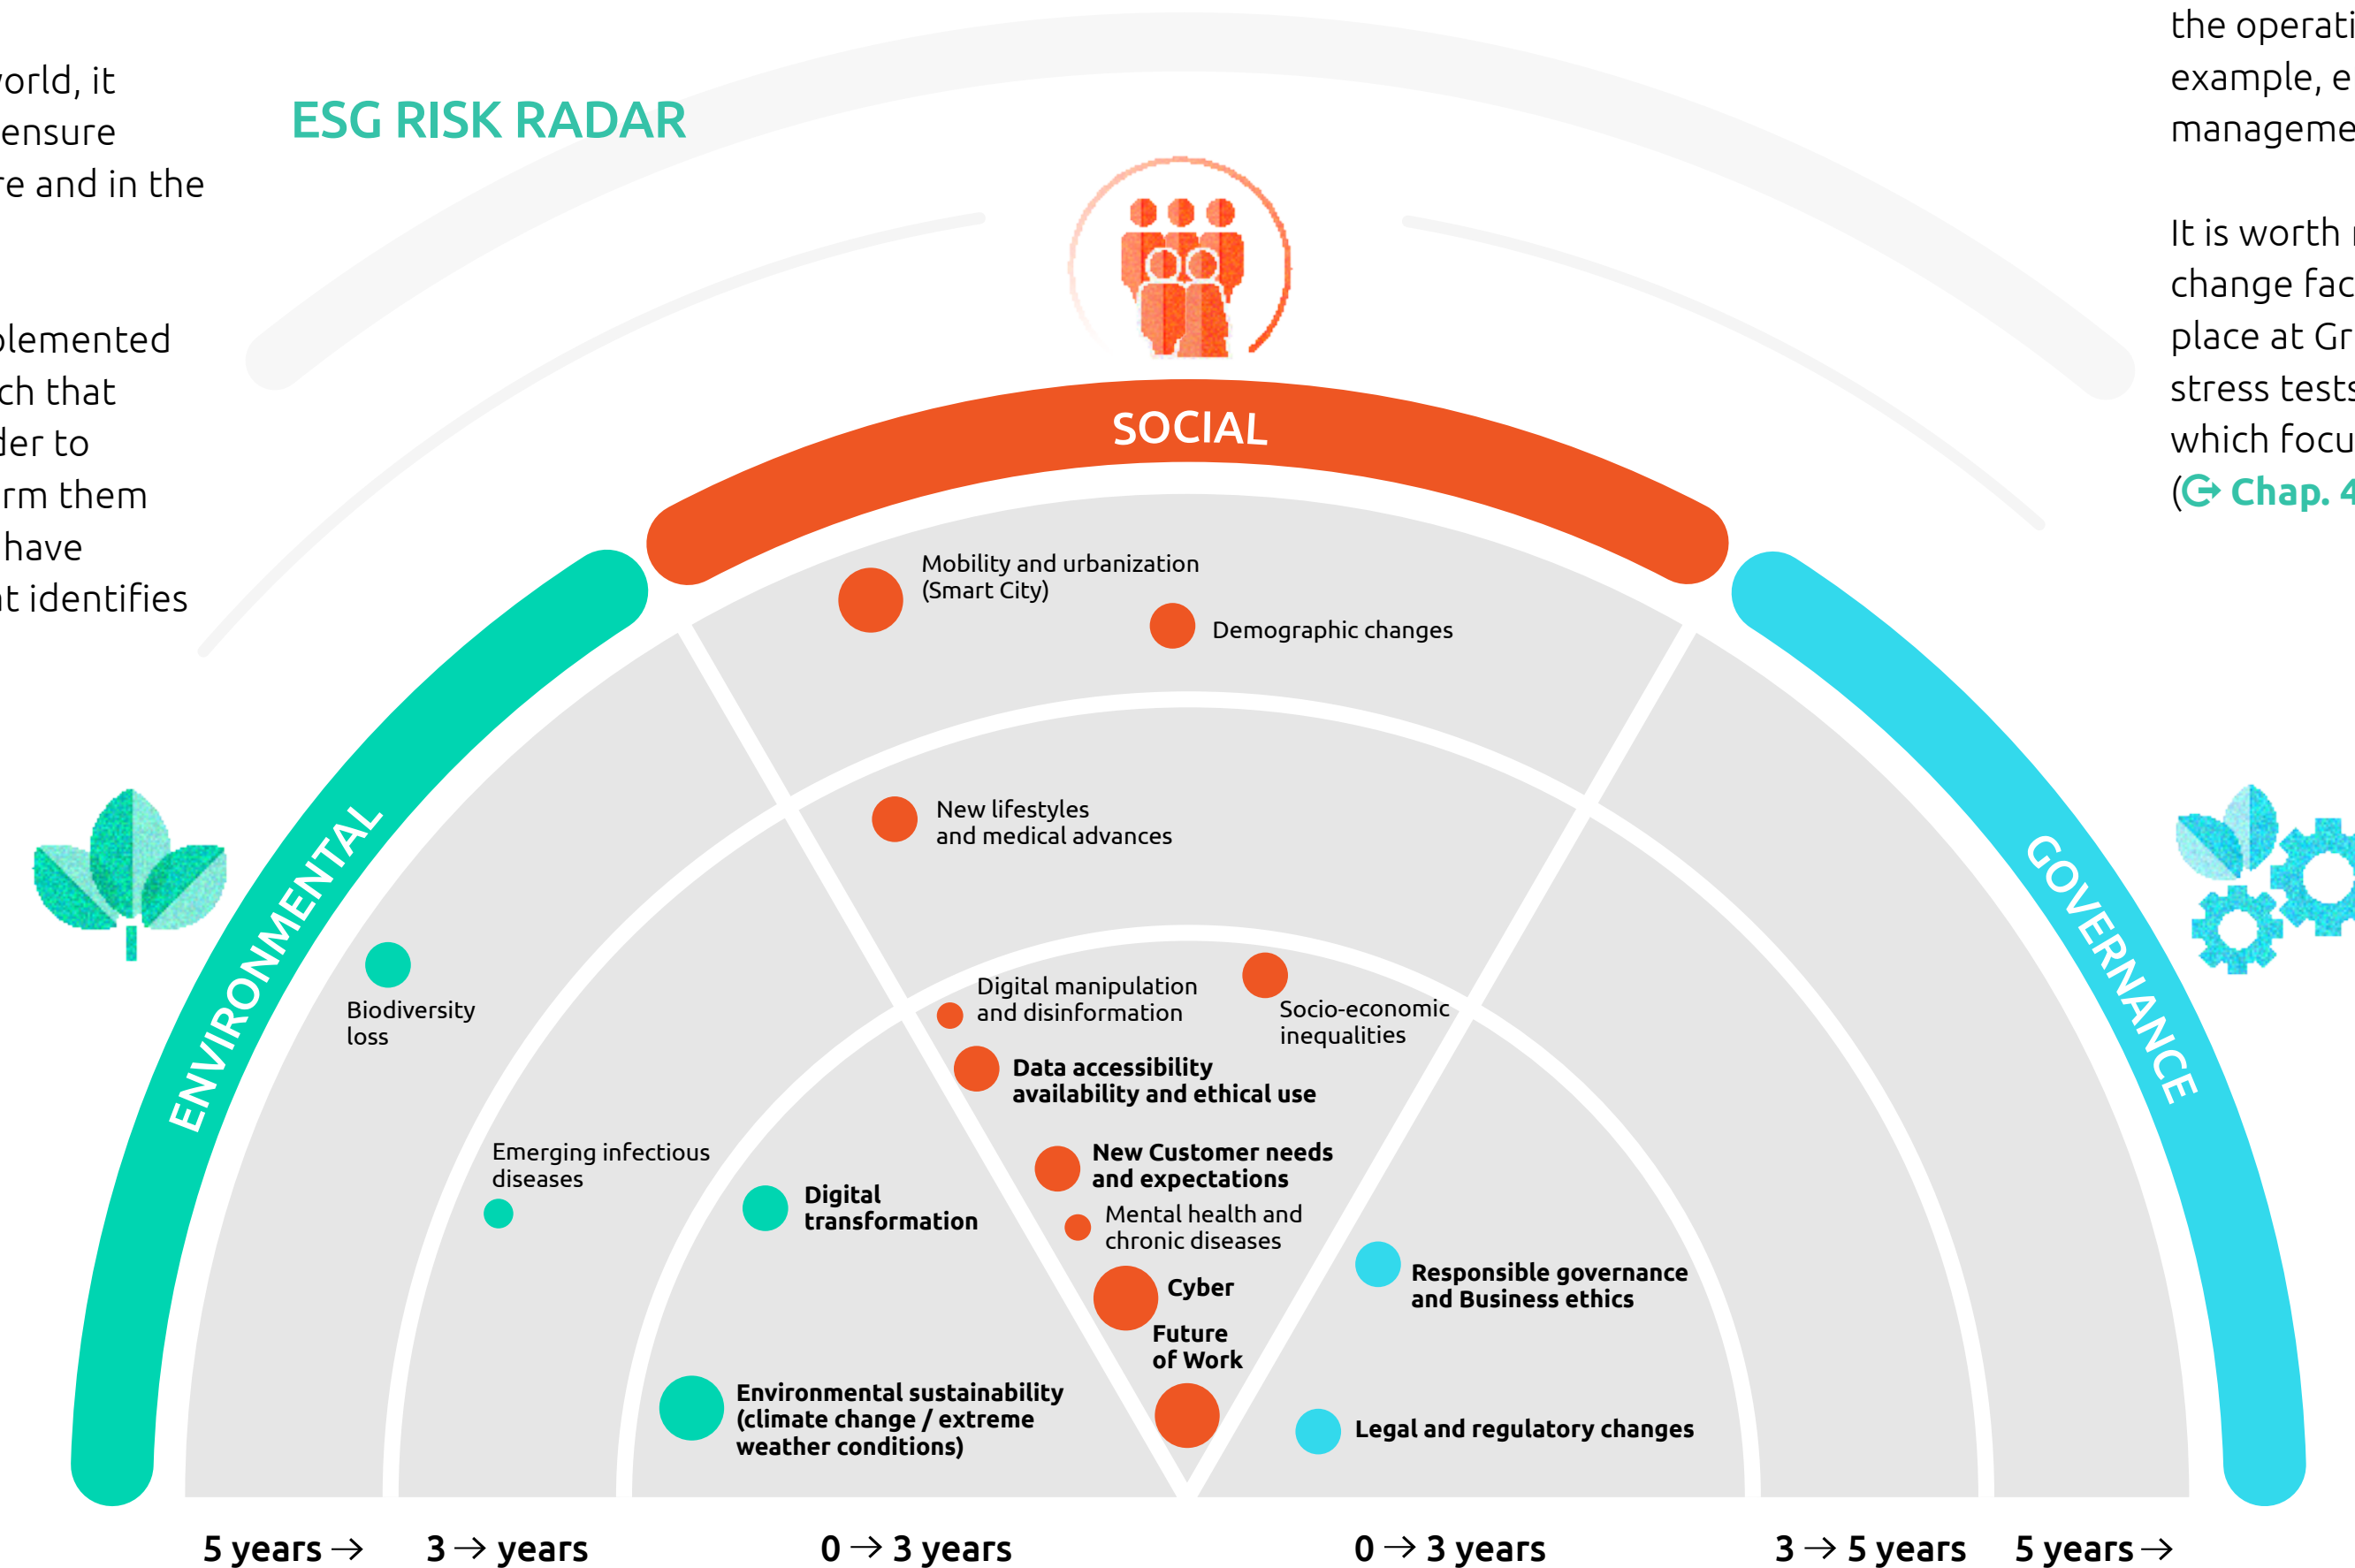 world, it
ensure
re and in the
plemented
ch that
der to
rm them
have
at identifies
ESG RISK RADAR
the operati
example, e
manageme
It is worth
change fac
place at Gr
stress tests
which focu
(Chap. 4
SOCIAL
ENVIRONMENTAL
GOVERNANCE
Mobility and urbanization
(Smart City)
Demographic changes
New lifestyles
and medical advances
Biodiversity
loss
Digital manipulation
and disinformation
Socio-economic
inequalities
Data accessibility
availability and ethical use
Emerging infectious
diseases
New Customer needs
and expectations
Digital
transformation
Mental health and
chronic diseases
Cyber
Responsible governance
and Business ethics
Future
of Work
Environmental sustainability
(climate change / extreme
weather conditions)
Legal and regulatory changes
5 years →
3 → years
0 → 3 years
0 → 3 years
3 → 5 years
5 years →